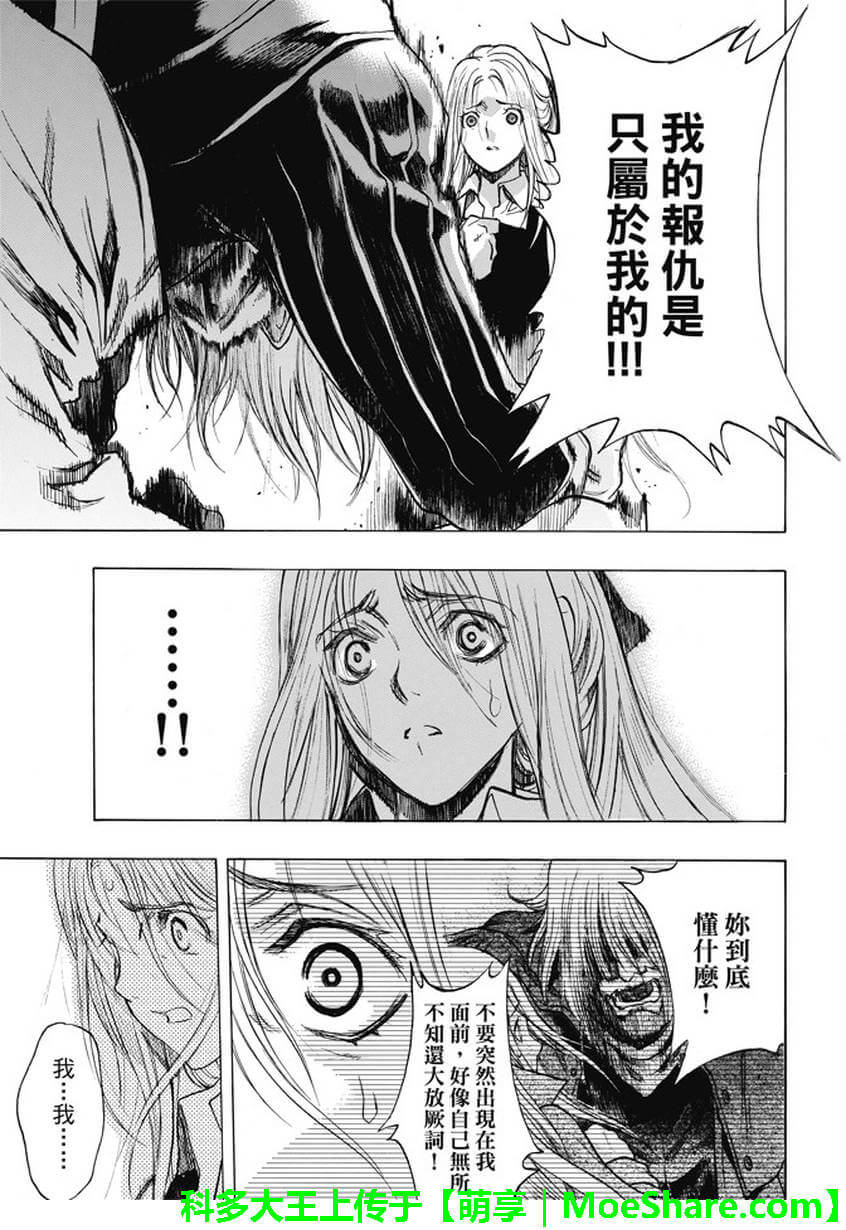 我的報仇是
只屬於我的!!!
……!!
妳到底
懂什麼！
不要突然出現在我
面前，好像自己無所
不知還大放厥詞！
我…
我……
科多大王上传于【萌享｜MoeShare.com】